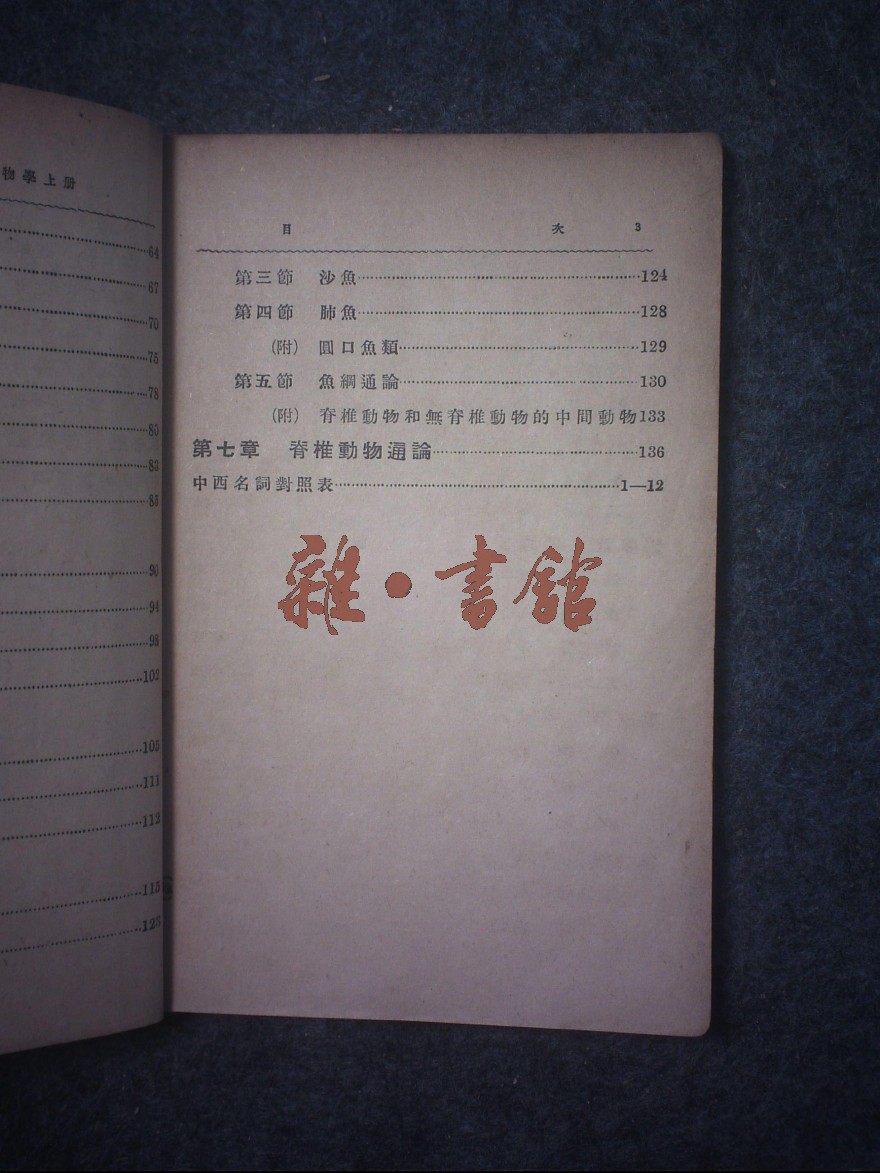 物學上册
64
67
70
75
78
80
83
85
90
94
98
102
105
111
112
115
123
目 次 3
第三節 沙魚……124
第四節 肺魚……128
(附) 圓口魚類……129
第五節 魚綱通論……130
(附) 脊椎動物和無脊椎動物的中間動物133
第七章 脊椎動物通論……136
中西名詞對照表……1—12
雜·書館